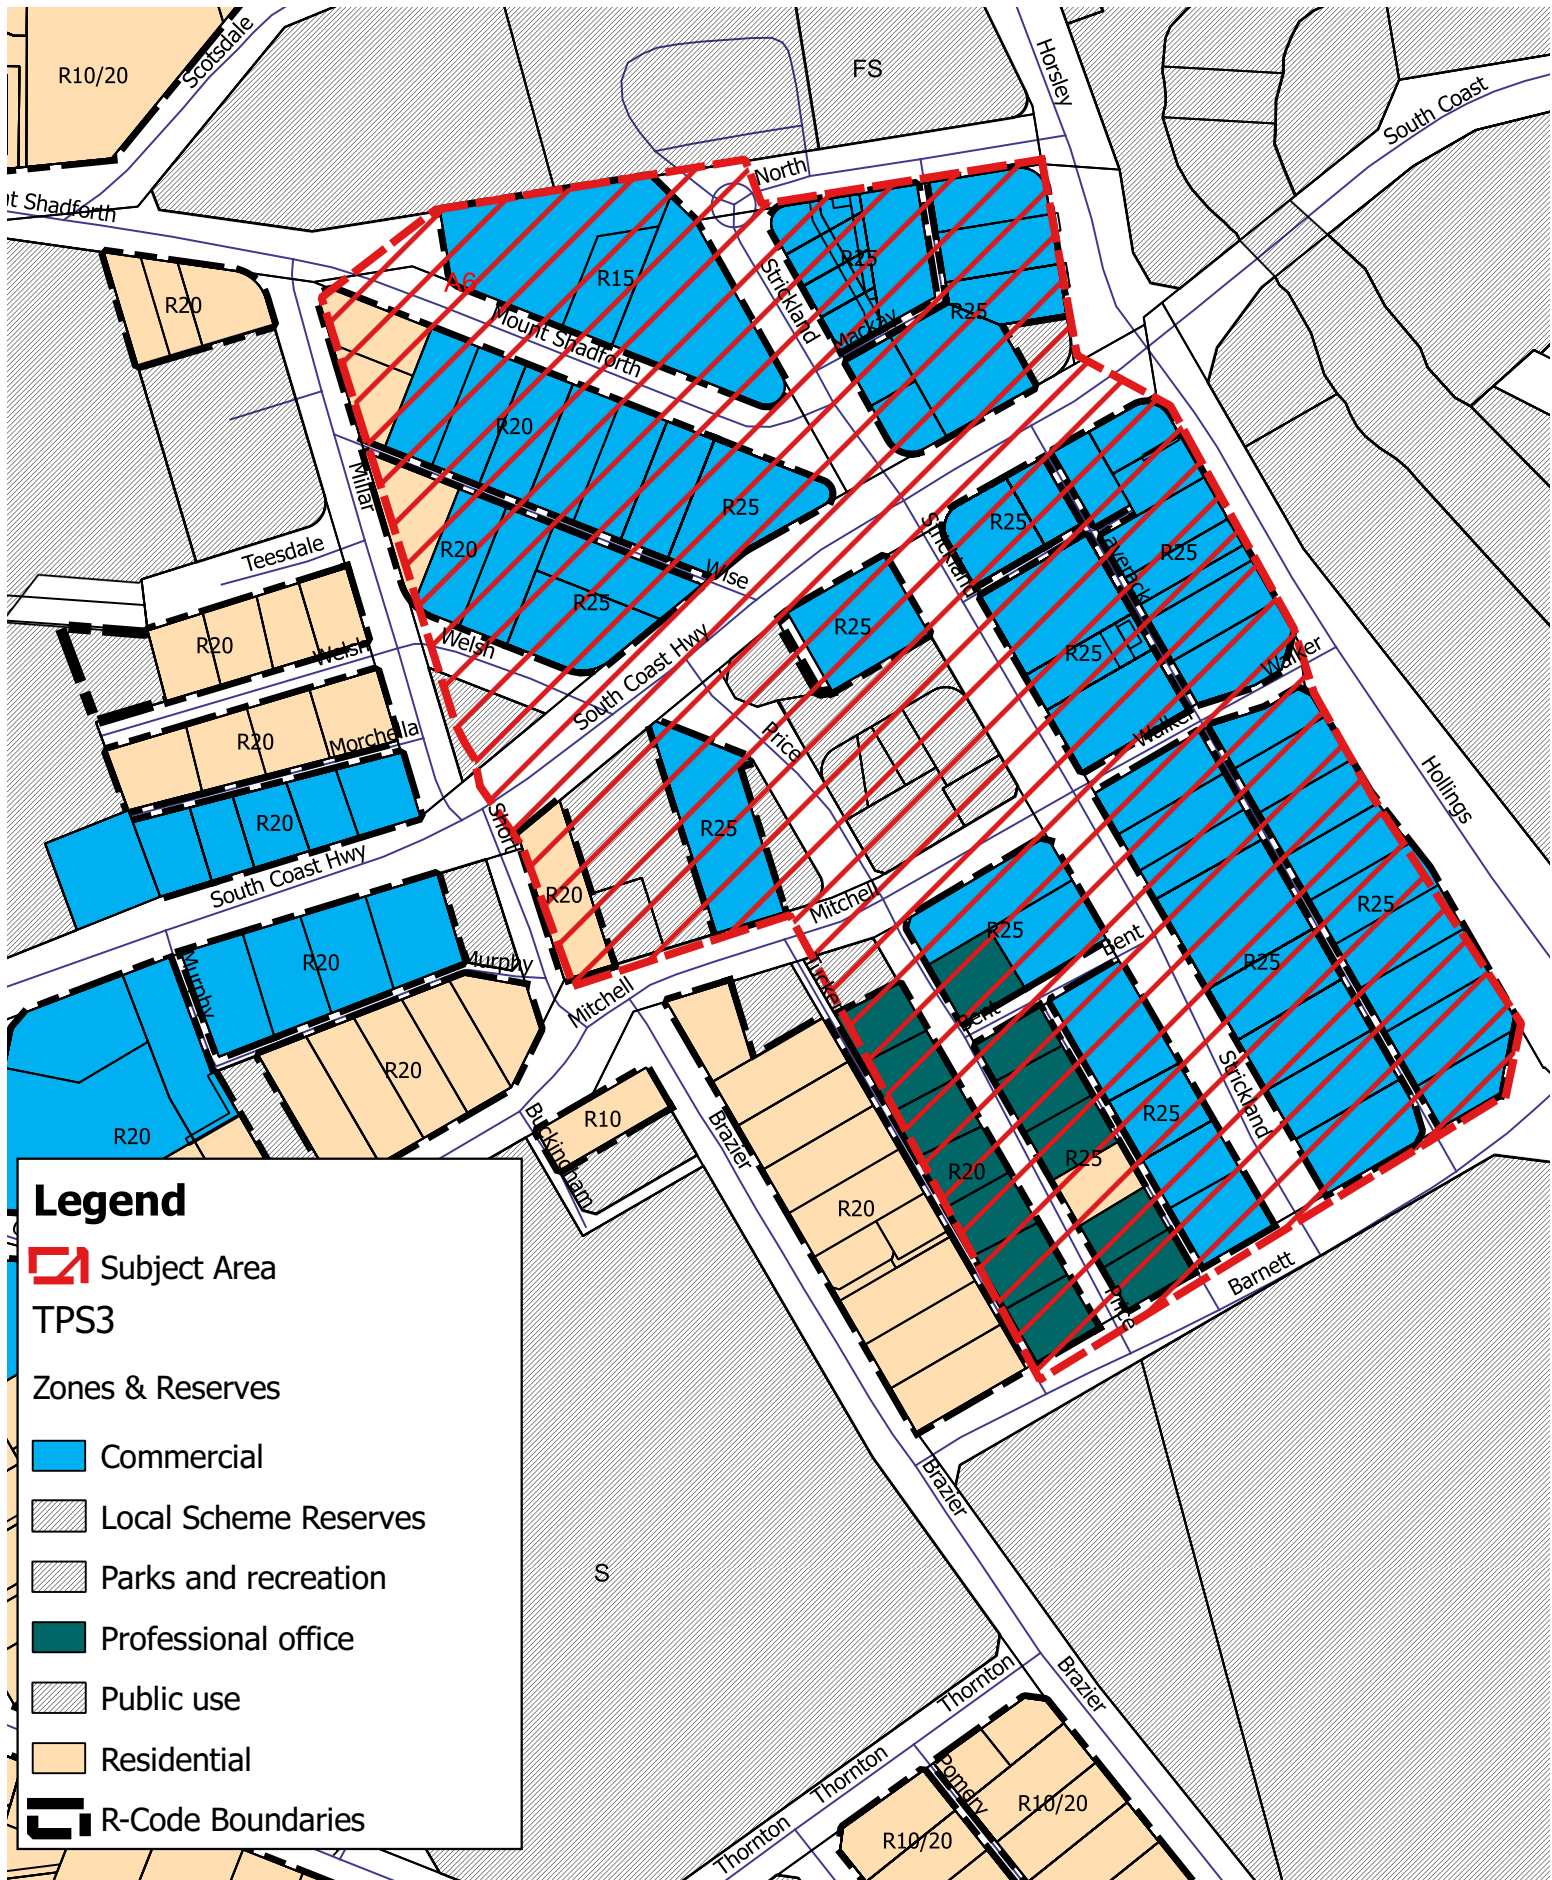 Scotsdale
R10/20
FS
Horsley
South Coast
North
nt Shadforth
R20
A6
R15
Strickland
R25
R25
Mackay
Mount Shadforth
R20
R25
Millar
Teesdale
R20
Wise
R25
Strickland
R25
Laverock
R25
R20
Welsh
Welsh
South Coast Hwy
R25
R25
Walker
Walker
R20
Morchella
Price
Hollings
R20
South Coast Hwy
Short
R25
R20
Mitchell
R25
Bent
R25
R25
R20
Murphy
Murphy
Mitchell
Tucker
Bent
R20
R20
R10
Buckingham
Brazier
R20
R20
R25
R25
Strickland
Barnett
Price
Brazier
S
Thornton
Brazier
Thornton
Thornton
Pomery
R10/20
R10/20
Legend
Subject Area
TPS3
Zones & Reserves
Commercial
Local Scheme Reserves
Parks and recreation
Professional office
Public use
Residential
R-Code Boundaries